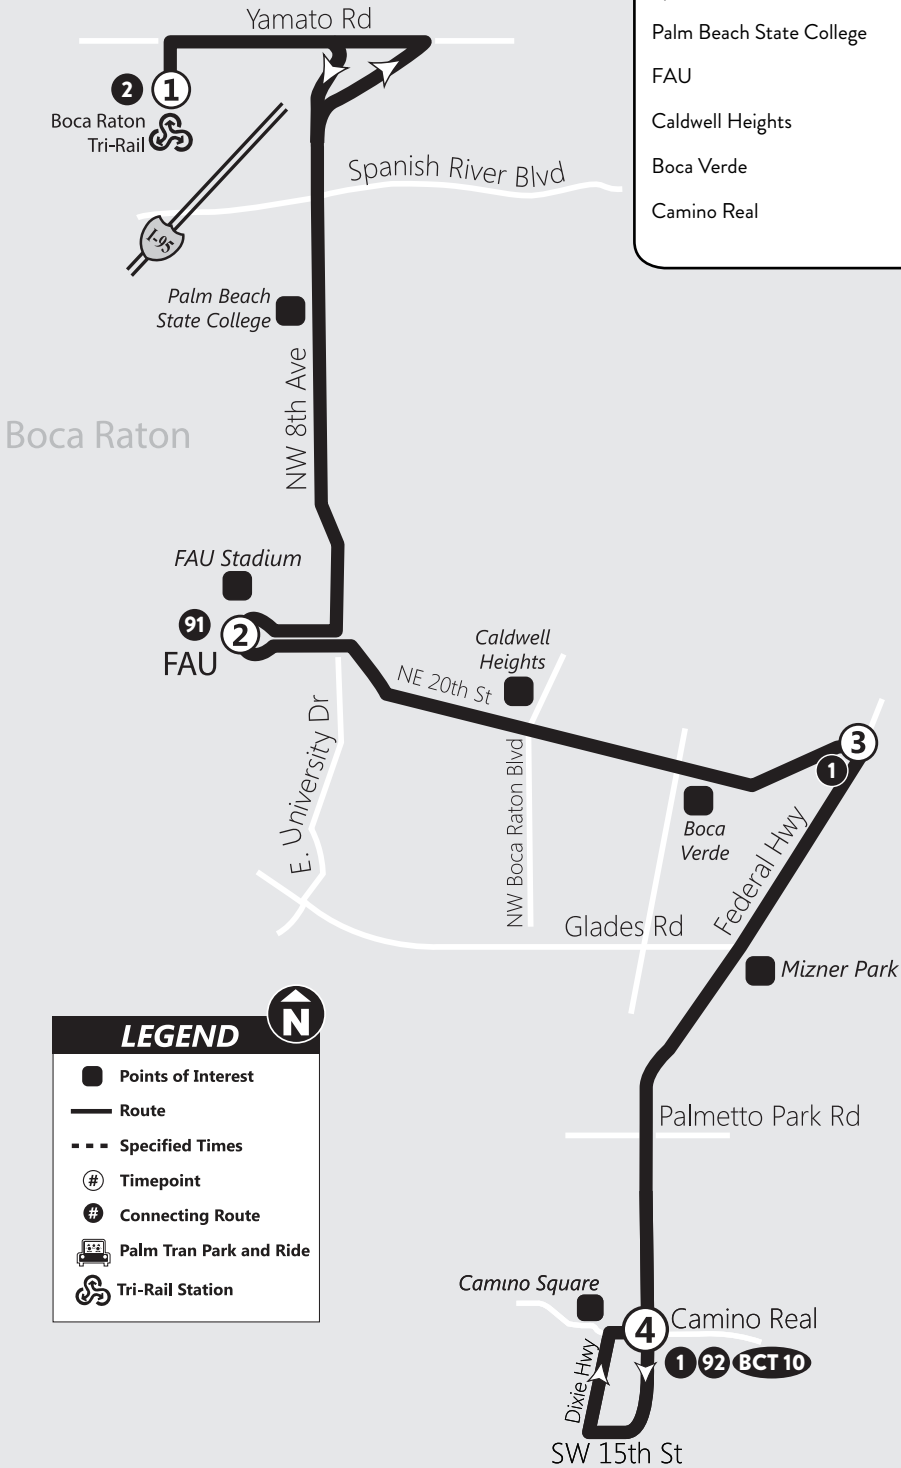 Yamato Rd
Palm Beach State College
FAU
Caldwell Heights
Boca Verde
Camino Real
2
1
Boca Raton
Tri-Rail
Spanish River Blvd
I-95
Palm Beach
State College
NW 8th Ave
Boca Raton
FAU Stadium
91
2
FAU
Caldwell
Heights
NE 20th St
E. University Dr
NW Boca Raton Blvd
3
1
Boca
Verde
Federal Hwy
Glades Rd
Mizner Park
N
LEGEND
Points of Interest
Route
Specified Times
# Timepoint
# Connecting Route
Palm Tran Park and Ride
Tri-Rail Station
Palmetto Park Rd
Camino Square
4
Camino Real
1 92 BCT 10
Dixie Hwy
SW 15th St